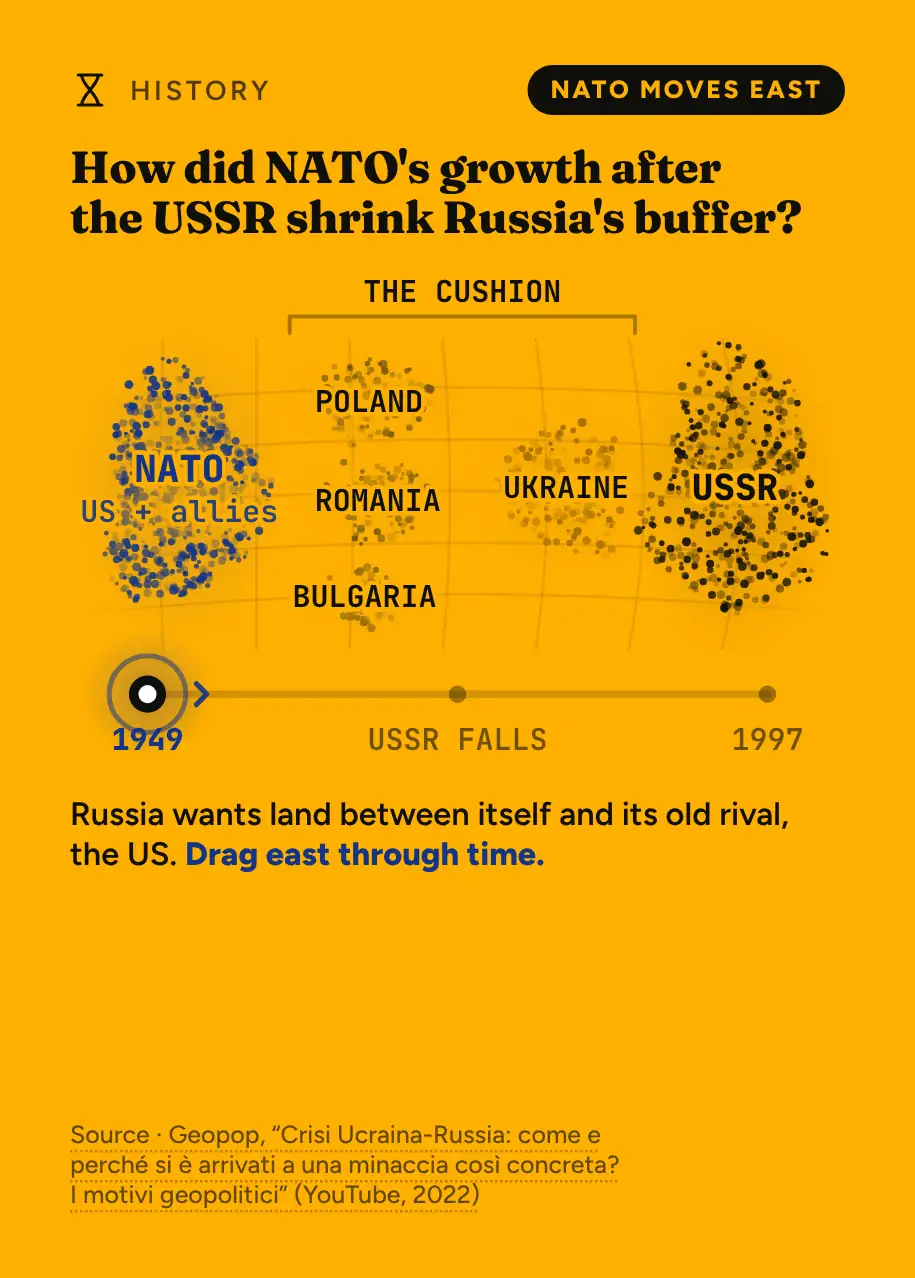 HISTORY
NATO MOVES EAST
How did NATO's growth after
the USSR shrink Russia's buffer?
THE CUSHION
POLAND
NATO
US + allies
ROMANIA
UKRAINE
USSR
BULGARIA
1949
USSR FALLS
1997
Russia wants land between itself and its old rival,
the US. Drag east through time.
Source · Geopop, “Crisi Ucraina-Russia: come e
perché si è arrivati a una minaccia così concreta?
I motivi geopolitici” (YouTube, 2022)